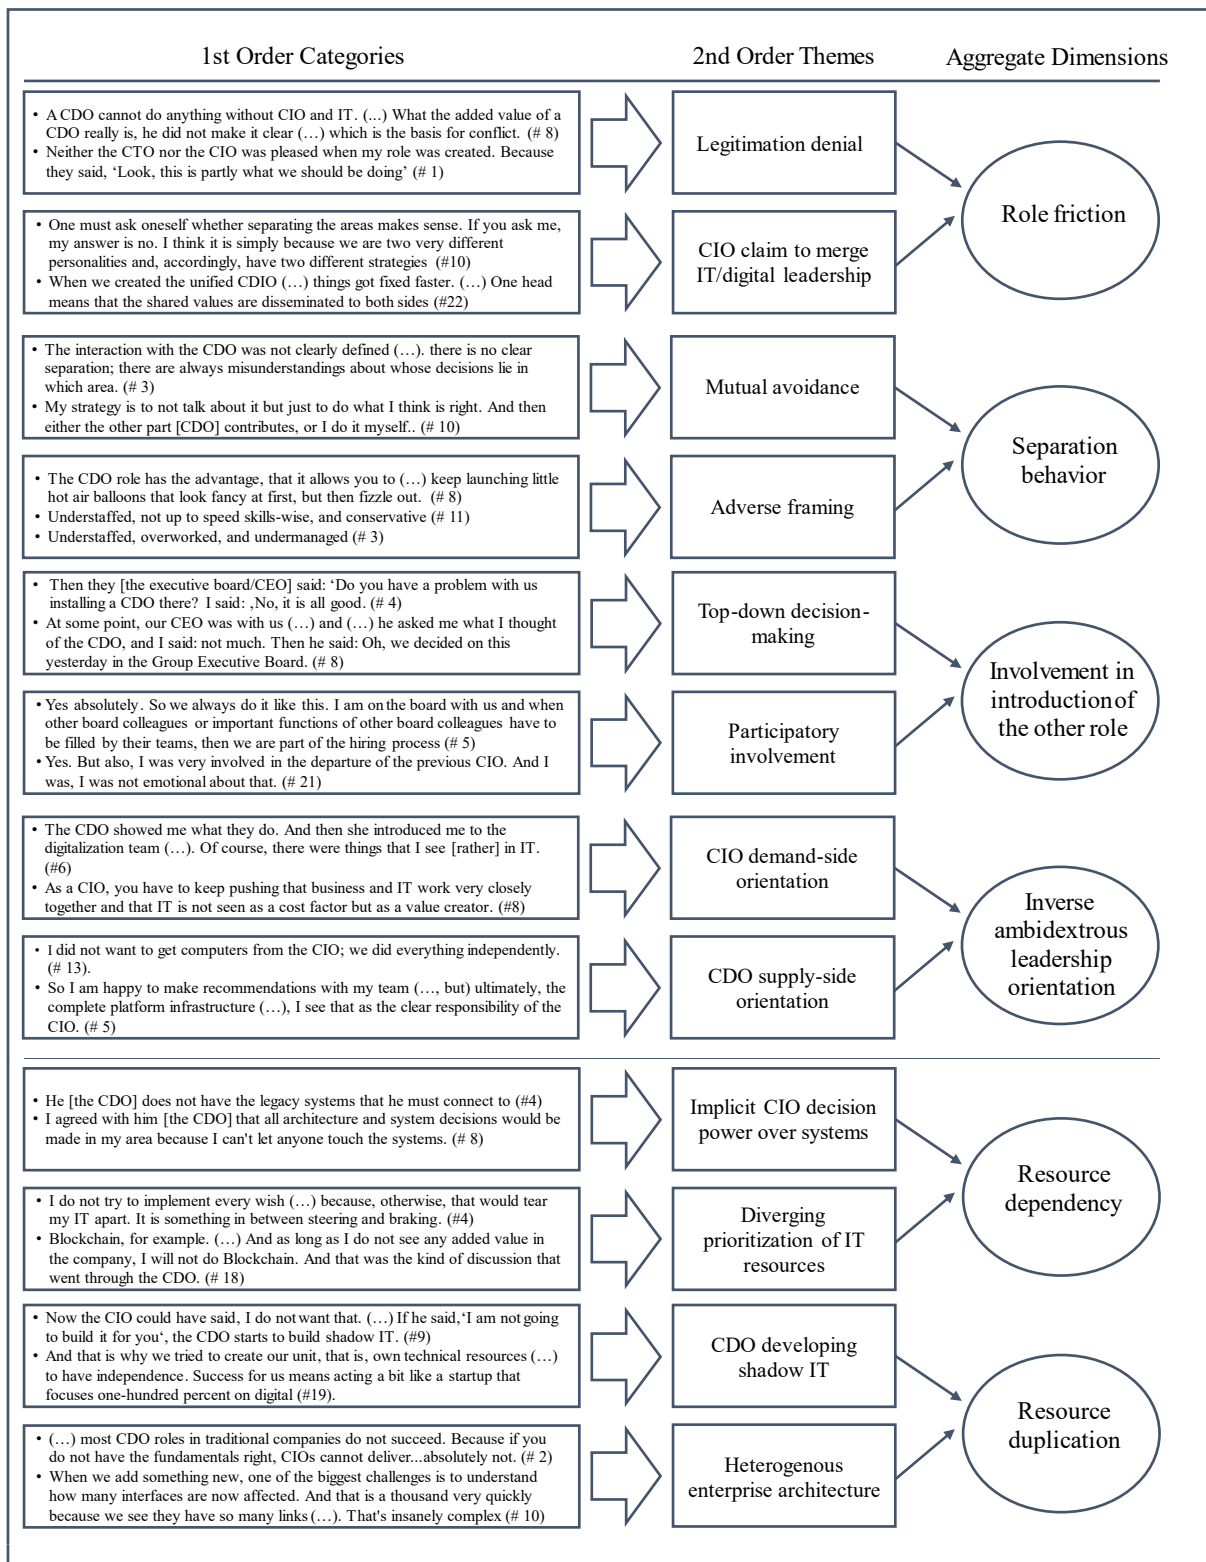 1st Order Categories
2nd Order Themes
Aggregate Dimensions
• A CDO cannot do anything without CIO and IT. (...) What the added value of a
CDO really is, he did not make it clear (…) which is the basis for conflict. (# 8)
• Neither the CTO nor the CIO was pleased when my role was created. Because
they said, ‘Look, this is partly what we should be doing’ (# 1)
Legitimation denial
• One must ask oneself whether separating the areas makes sense. If you ask me,
my answer is no. I think it is simply because we are two very different
personalities and, accordingly, have two different strategies (#10)
• When we created the unified CDIO (…) things got fixed faster. (…) One head
means that the shared values are disseminated to both sides (#22)
CIO claim to merge
IT/digital leadership
Role friction
• The interaction with the CDO was not clearly defined (…). there is no clear
separation; there are always misunderstandings about whose decisions lie in
which area. (# 3)
• My strategy is to not talk about it but just to do what I think is right. And then
either the other part [CDO] contributes, or I do it myself.. (# 10)
Mutual avoidance
• The CDO role has the advantage, that it allows you to (…) keep launching little
hot air balloons that look fancy at first, but then fizzle out. (# 8)
• Understaffed, not up to speed skills-wise, and conservative (# 11)
• Understaffed, overworked, and undermanaged (# 3)
Adverse framing
Separation
behavior
• Then they [the executive board/CEO] said: ‘Do you have a problem with us
installing a CDO there? I said: ‚No, it is all good. (# 4)
• At some point, our CEO was with us (…) and (…) he asked me what I thought
of the CDO, and I said: not much. Then he said: Oh, we decided on this
yesterday in the Group Executive Board. (# 8)
Top-down decision-
making
• Yes absolutely. So we always do it like this. I am on the board with us and when
other board colleagues or important functions of other board colleagues have to
be filled by their teams, then we are part of the hiring process (# 5)
• Yes. But also, I was very involved in the departure of the previous CIO. And I
was, I was not emotional about that. (# 21)
Participatory
involvement
Involvement in
introduction of
the other role
• The CDO showed me what they do. And then she introduced me to the
digitalization team (…). Of course, there were things that I see [rather] in IT.
(#6)
• As a CIO, you have to keep pushing that business and IT work very closely
together and that IT is not seen as a cost factor but as a value creator. (#8)
CIO demand-side
orientation
• I did not want to get computers from the CIO; we did everything independently.
(# 13).
• So I am happy to make recommendations with my team (…, but) ultimately, the
complete platform infrastructure (…), I see that as the clear responsibility of the
CIO. (# 5)
CDO supply-side
orientation
Inverse
ambidextrous
leadership
orientation
• He [the CDO] does not have the legacy systems that he must connect to (#4)
• I agreed with him [the CDO] that all architecture and system decisions would be
made in my area because I can't let anyone touch the systems. (# 8)
Implicit CIO decision
power over systems
• I do not try to implement every wish (…) because, otherwise, that would tear
my IT apart. It is something in between steering and braking. (#4)
• Blockchain, for example. (…) And as long as I do not see any added value in
the company, I will not do Blockchain. And that was the kind of discussion that
went through the CDO. (# 18)
Diverging
prioritization of IT
resources
Resource
dependency
• Now the CIO could have said, I do not want that. (…) If he said, ‘I am not going
to build it for you‘, the CDO starts to build shadow IT. (#9)
• And that is why we tried to create our unit, that is, own technical resources (…)
to have independence. Success for us means acting a bit like a startup that
focuses one-hundred percent on digital (#19).
CDO developing
shadow IT
• (…) most CDO roles in traditional companies do not succeed. Because if you
do not have the fundamentals right, CIOs cannot deliver...absolutely not. (# 2)
• When we add something new, one of the biggest challenges is to understand
how many interfaces are now affected. And that is a thousand very quickly
because we see they have so many links (…). That's insanely complex (# 10)
Heterogenous
enterprise architecture
Resource
duplication